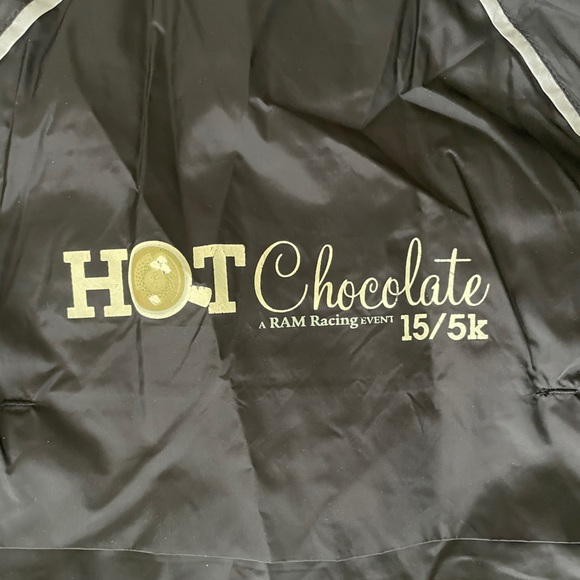 HOT Chocolate
A RAM Racing EVENT 15/5k